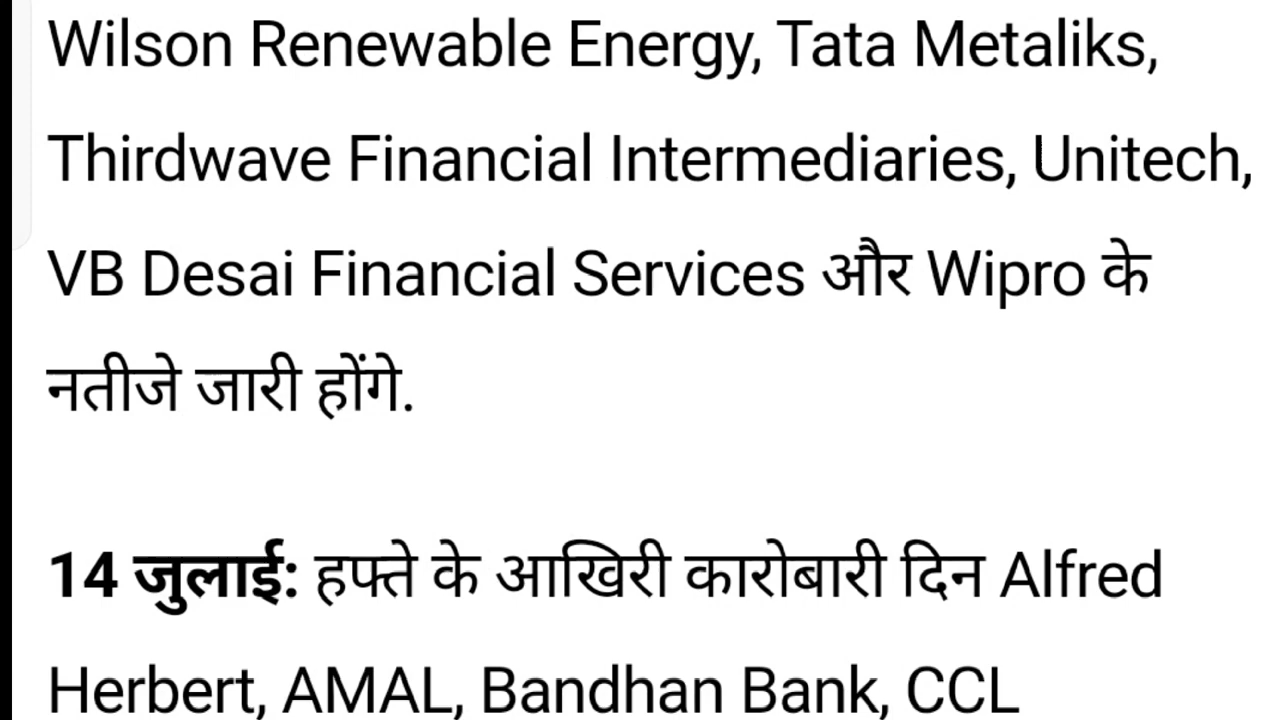 Wilson Renewable Energy, Tata Metaliks,
Thirdwave Financial Intermediaries, Unitech,
VB Desai Financial Services और Wipro के
नतीजे जारी होंगे.
14 जुलाई: हफ्ते के आखिरी कारोबारी दिन Alfred
Herbert, AMAL, Bandhan Bank, CCL